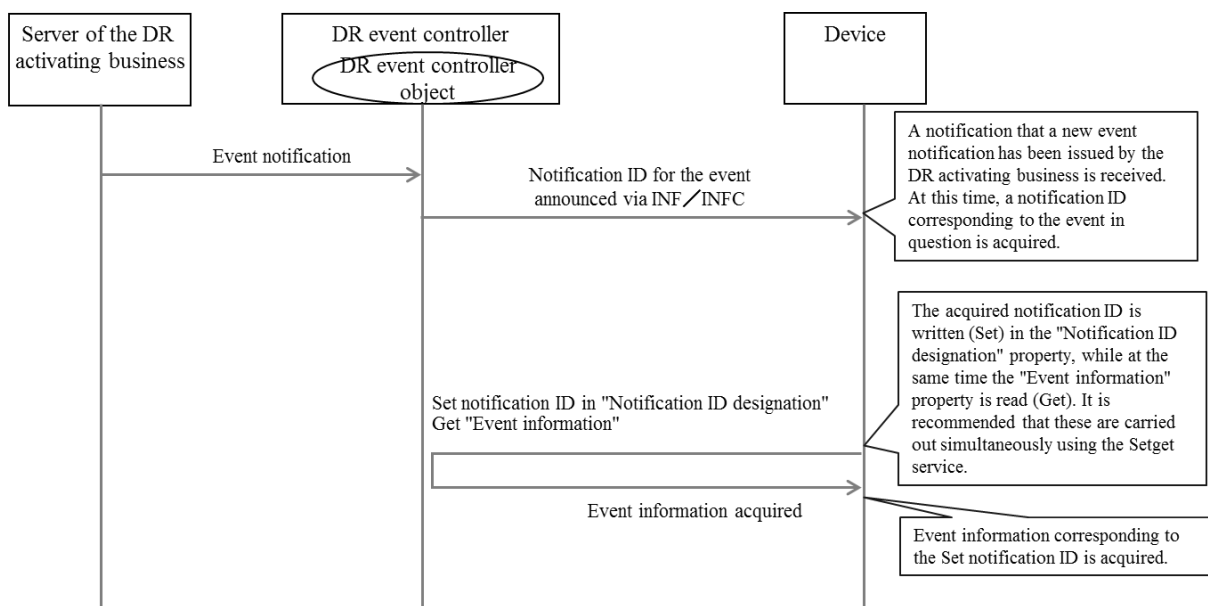 Server of the DR
activating business
DR event controller
DR event controller
object
Device
Event notification
Notification ID for the event
announced via INF／INFC
A notification that a new event
notification has been issued by the
DR activating business is received.
At this time, a notification ID
corresponding to the event in
question is acquired.
The acquired notification ID is
written (Set) in the "Notification ID
designation" property, while at the
same time the "Event information"
property is read (Get). It is
recommended that these are carried
out simultaneously using the Setget
service.
Set notification ID in "Notification ID designation"
Get "Event information"
Event information acquired
Event information corresponding to
the Set notification ID is acquired.